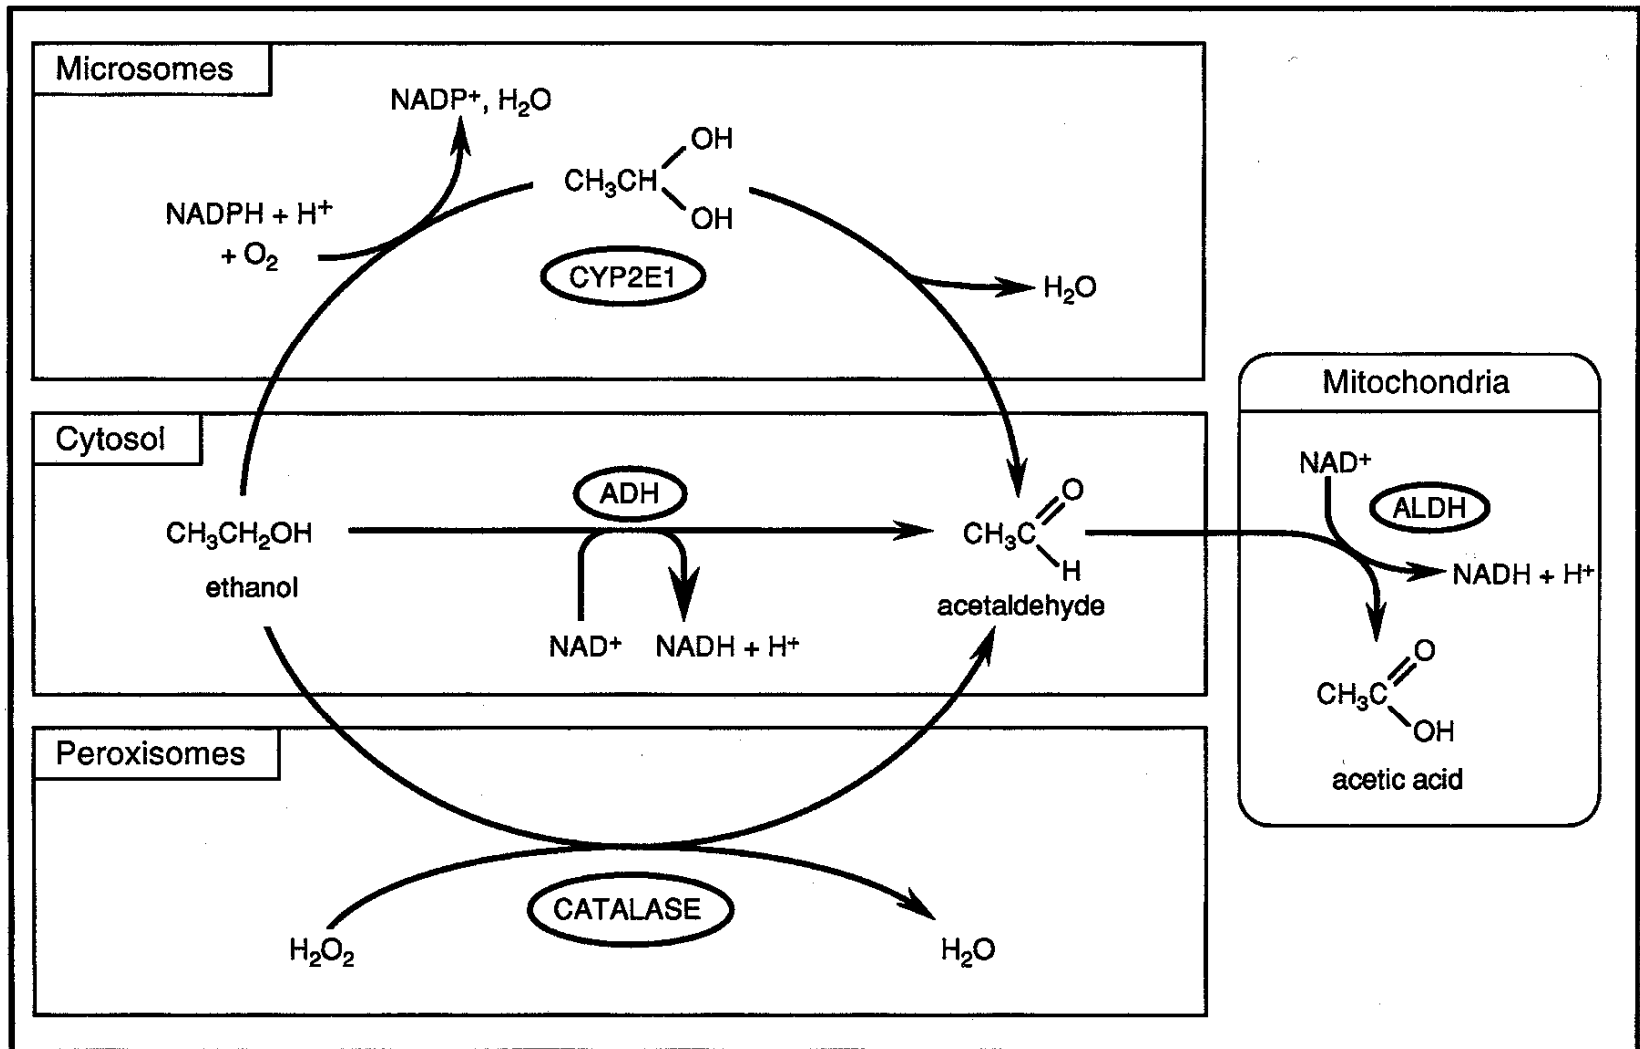 Microsomes
NADP+, H₂O
OH
CH₃CH
OH
NADPH + H⁺
+ O₂
CYP2E1
H₂O
Cytosol
ADH
CH₃CH₂OH
ethanol
NAD⁺
NADH + H⁺
O
CH₃C
H
acetaldehyde
Mitochondria
NAD⁺
ALDH
NADH + H⁺
O
CH₃C
OH
acetic acid
Peroxisomes
CATALASE
H₂O₂
H₂O